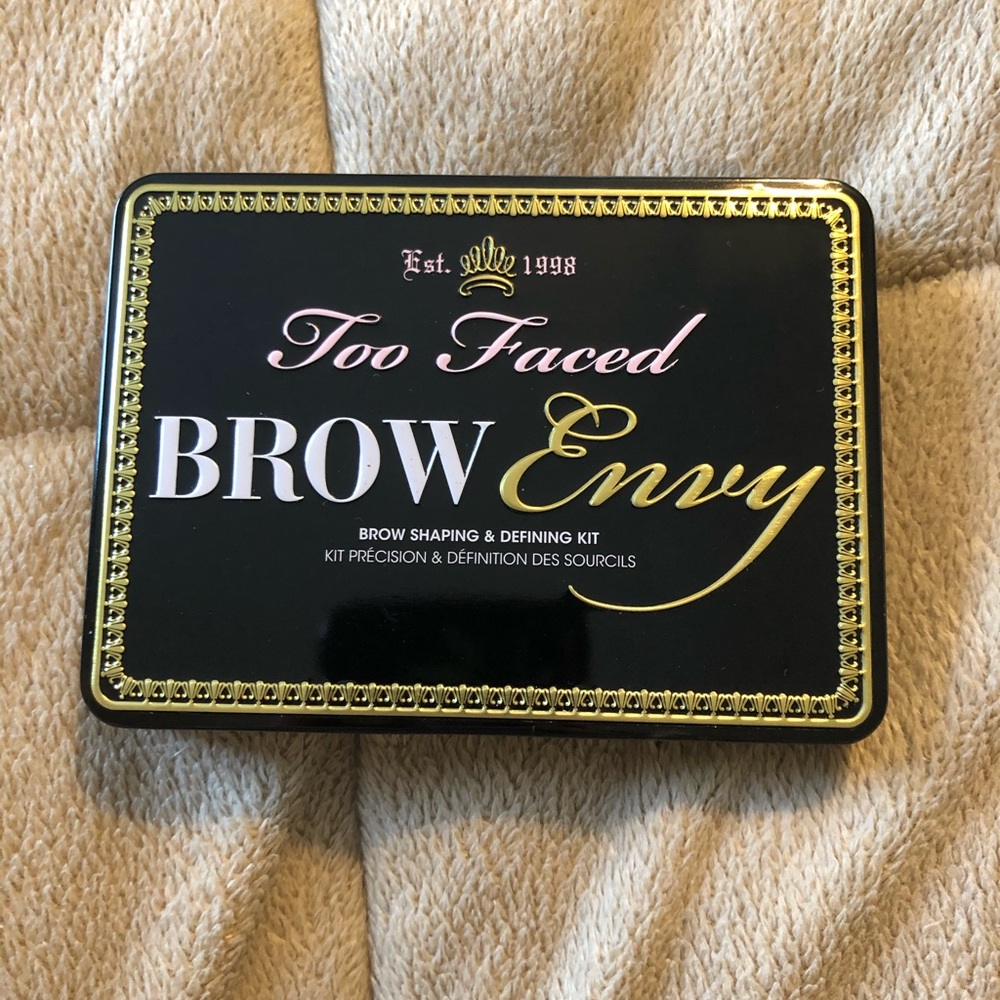 Est. 1998
Too Faced
BROW Envy
BROW SHAPING & DEFINING KIT
KIT PRÉCISION & DÉFINITION DES SOURCILS